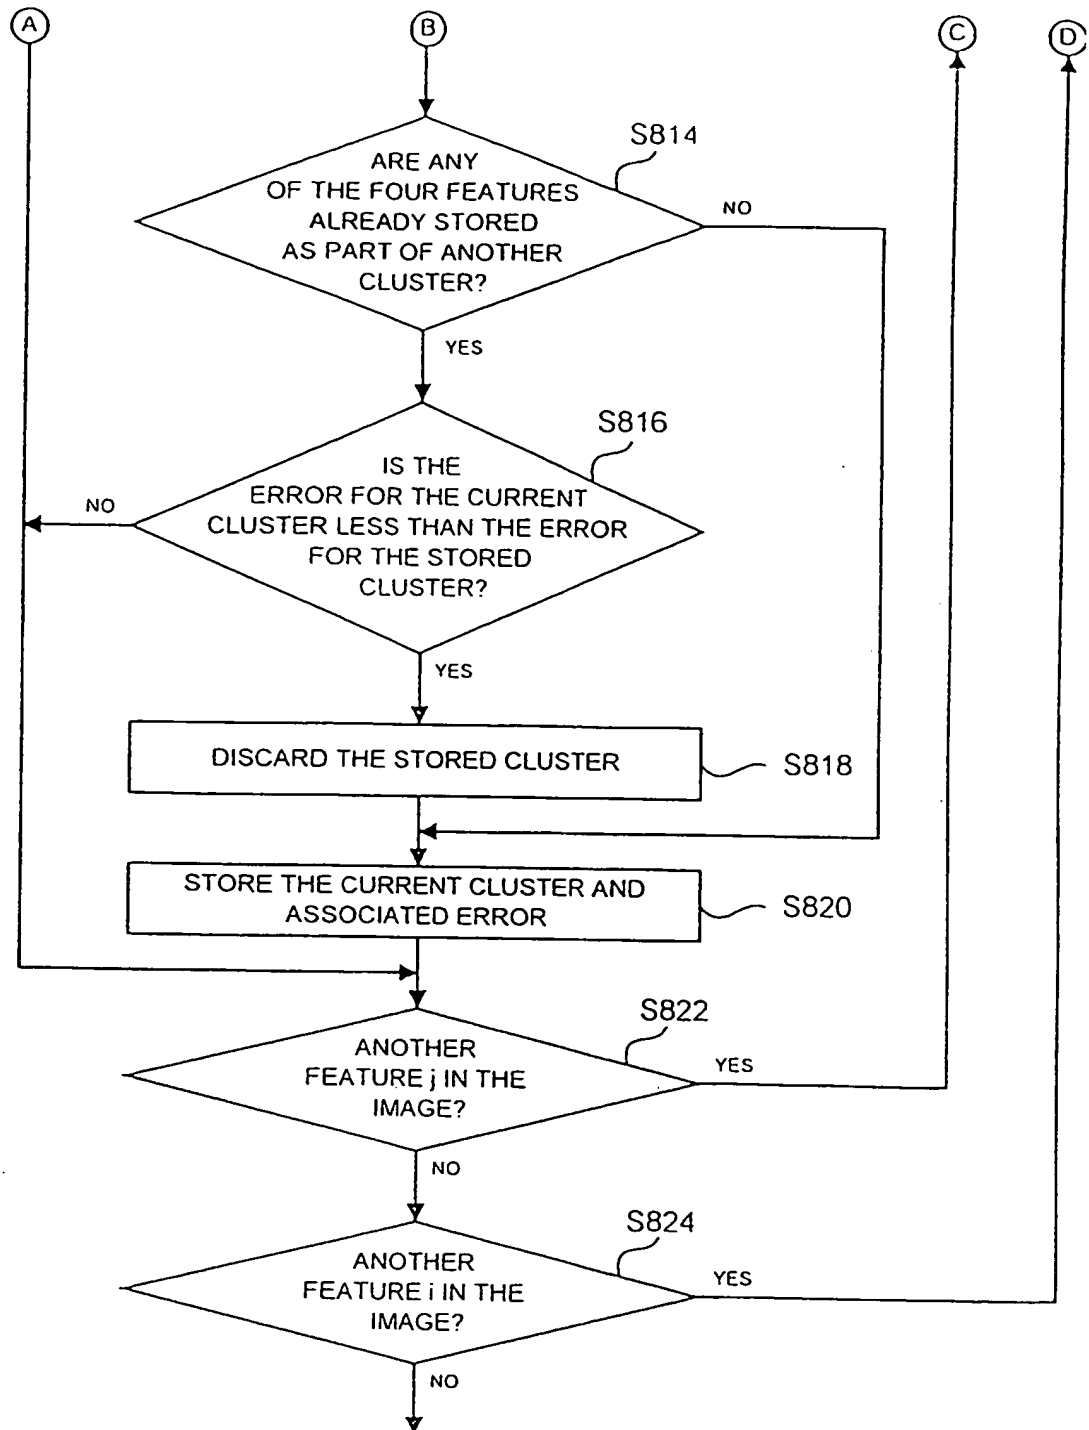 A
B
C
D
S814
ARE ANY
OF THE FOUR FEATURES
ALREADY STORED
AS PART OF ANOTHER
CLUSTER?
NO
YES
S816
IS THE
ERROR FOR THE CURRENT
CLUSTER LESS THAN THE ERROR
FOR THE STORED
CLUSTER?
NO
YES
DISCARD THE STORED CLUSTER
S818
STORE THE CURRENT CLUSTER AND
ASSOCIATED ERROR
S820
S822
ANOTHER
FEATURE j IN THE
IMAGE?
YES
NO
S824
ANOTHER
FEATURE i IN THE
IMAGE?
YES
NO